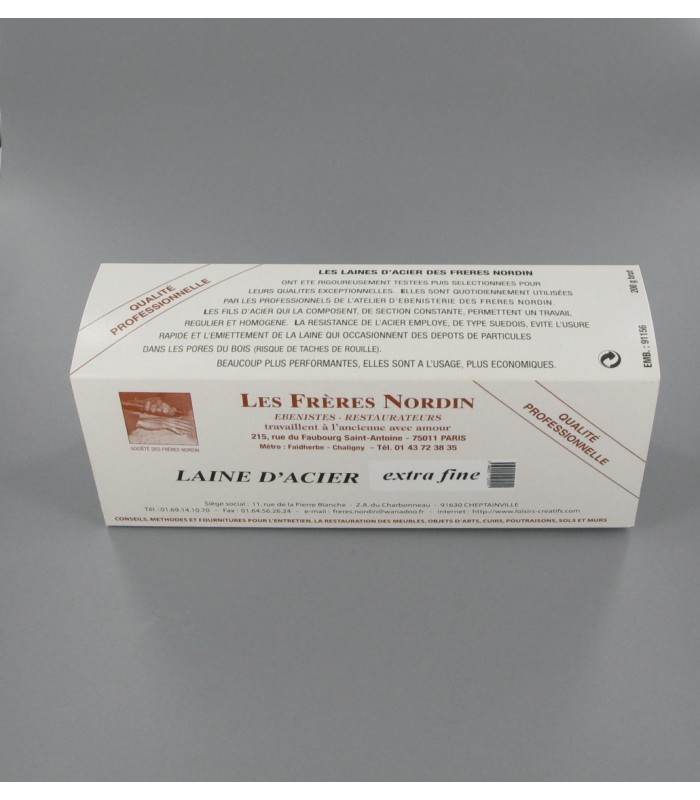 QUALITÉ
PROFESSIONNELLE
LES LAINES D'ACIER DES FRERES NORDIN
ONT ETE RIGOUREUSEMENT TESTEES PUIS SELECTIONNEES POUR
LEURS QUALITES EXCEPTIONNELLES. ELLES SONT QUOTIDIENNEMENT UTILISEES
PAR LES PROFESSIONNELS DE L'ATELIER D'EBENISTERIE DES FRERES NORDIN.
LES FILS D'ACIER QUI LA COMPOSENT, DE SECTION CONSTANTE, PERMETTENT UN TRAVAIL
REGULIER ET HOMOGENE. LA RESISTANCE DE L'ACIER EMPLOYE, DE TYPE SUEDOIS, EVITE L'USURE
RAPIDE ET L'EMIETTEMENT DE LA LAINE QUI OCCASIONNENT DES DEPOTS DE PARTICULES
DANS LES PORES DU BOIS (RISQUE DE TACHES DE ROUILLE).
BEAUCOUP PLUS PERFORMANTES, ELLES SONT A L'USAGE, PLUS ECONOMIQUES.
200 g brut
EMB. : 91156
SOCIÉTÉ DES FRÈRES NORDIN
LES FRÈRES NORDIN
EBENISTES - RESTAURATEURS
travaillent à l'ancienne avec amour
215, rue du Faubourg Saint-Antoine - 75011 PARIS
Métro : Faidherbe - Chaligny - Tél. 01 43 72 38 35
QUALITÉ
PROFESSIONNELLE
LAINE D'ACIER extra fine
Siège social : 11, rue de la Pierre Blanche - Z.A. du Charbonneau - 91630 CHEPTAINVILLE
Tél. : 01.69.14.10.70 - Fax : 01.64.56.26.24 - e-mail : freres.nordin@wanadoo.fr - internet : http://www.loisirs-creatifs.com
CONSEILS, METHODES ET FOURNITURES POUR L'ENTRETIEN, LA RESTAURATION DES MEUBLES, OBJETS D'ARTS, CUIRS, POUTRAISONS, SOLS ET MURS